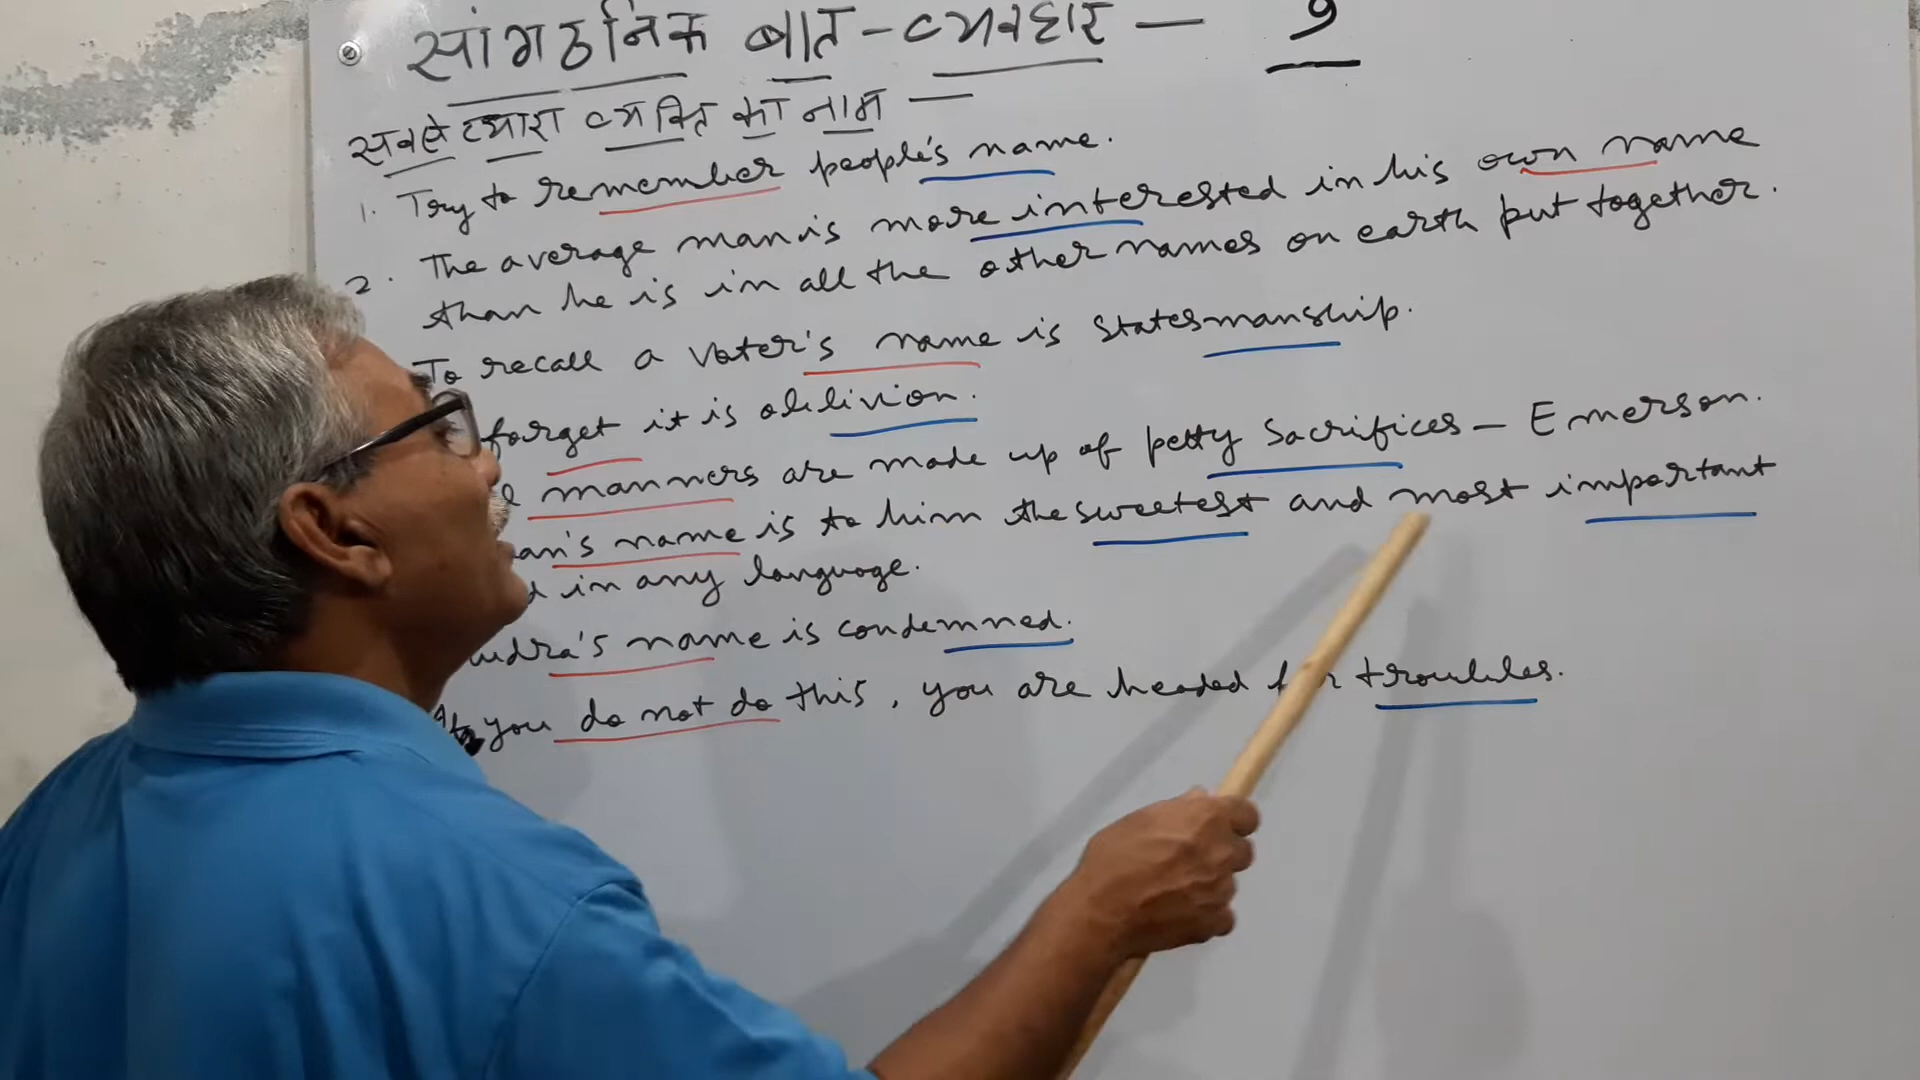 सांगठनिक बात-व्यवहार — 9
सबसे प्यारा व्यक्ति का नाम —
1. Try to remember people's name.
2. The average man is more interested in his own name
than he is in all the other names on earth put together.
To recall a voter's name is statesmanship.
forget it is oblivion.
manners are made up of petty sacrifices - Emerson.
an's name is to him the sweetest and most important
in any language.
udra's name is condemned.
you do not do this, you are headed for troubles.